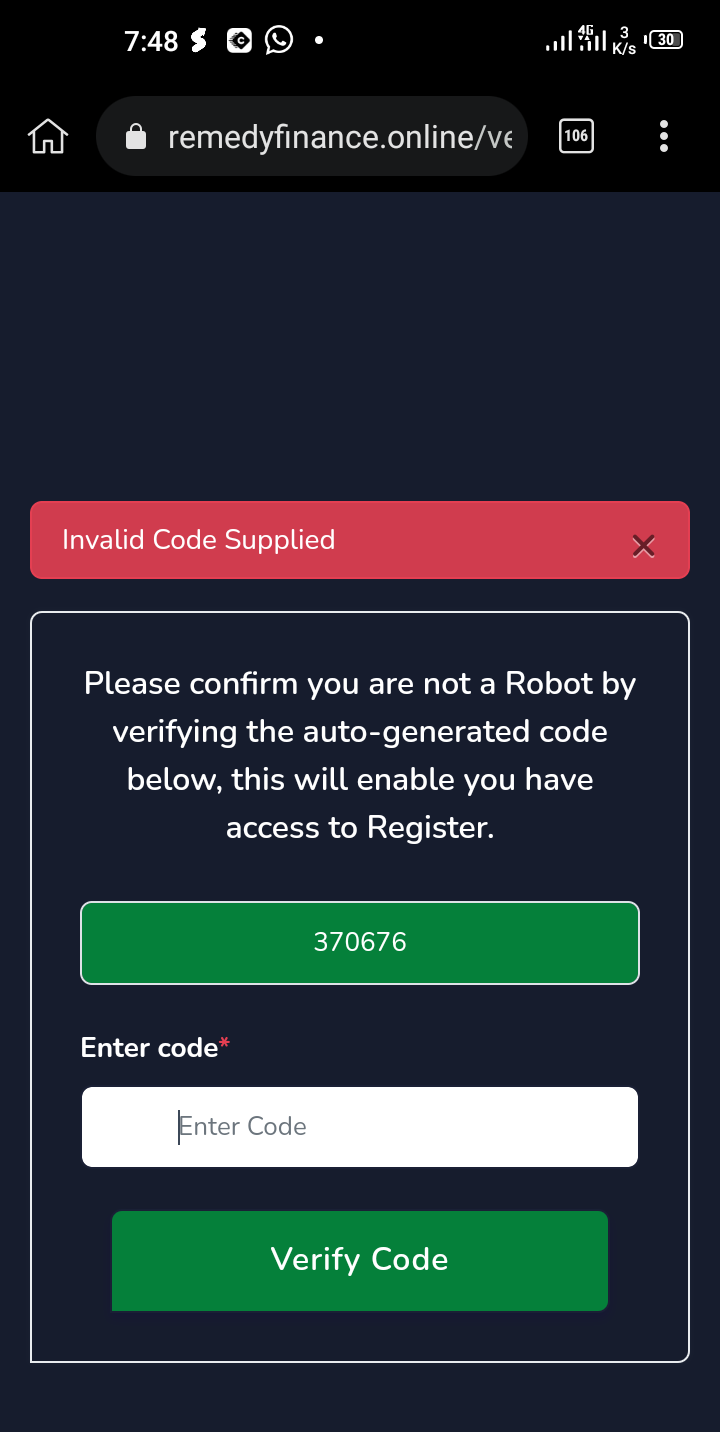 7:48 4G 3 K/s 30
remedyfinance.online/ve 106
Invalid Code Supplied
Please confirm you are not a Robot by
verifying the auto-generated code
below, this will enable you have
access to Register.
370676
Enter code*
Enter Code
Verify Code